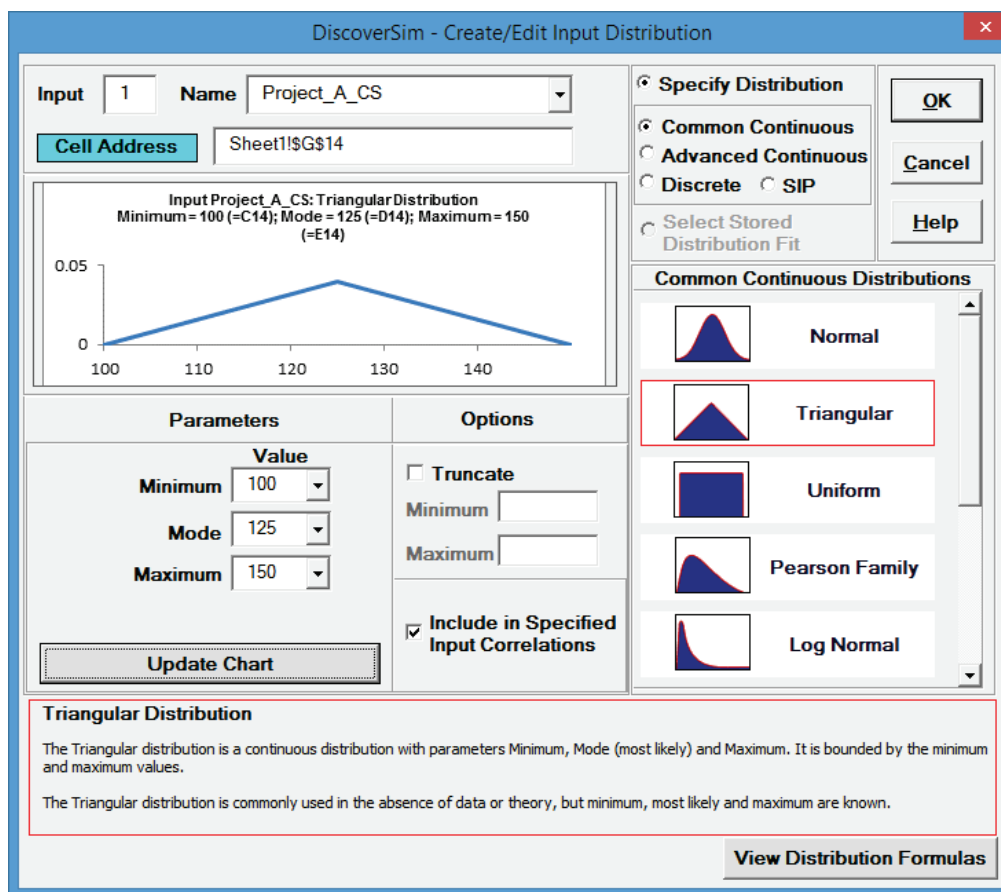 DiscoverSim - Create/Edit Input Distribution
x
Input 1 Name Project_A_CS
Cell Address Sheet1!$G$14
Specify Distribution
Common Continuous
Advanced Continuous
Discrete SIP
Select Stored
Distribution Fit
OK
Cancel
Help
Input Project_A_CS: Triangular Distribution
Minimum = 100 (=C14); Mode = 125 (=D14); Maximum = 150
(=E14)
0.05
0
100 110 120 130 140
Common Continuous Distributions
Normal
Triangular
Uniform
Pearson Family
Log Normal
Parameters
Value
Minimum 100
Mode 125
Maximum 150
Update Chart
Options
Truncate
Minimum
Maximum
Include in Specified
Input Correlations
Triangular Distribution
The Triangular distribution is a continuous distribution with parameters Minimum, Mode (most likely) and Maximum. It is bounded by the minimum
and maximum values.
The Triangular distribution is commonly used in the absence of data or theory, but minimum, most likely and maximum are known.
View Distribution Formulas